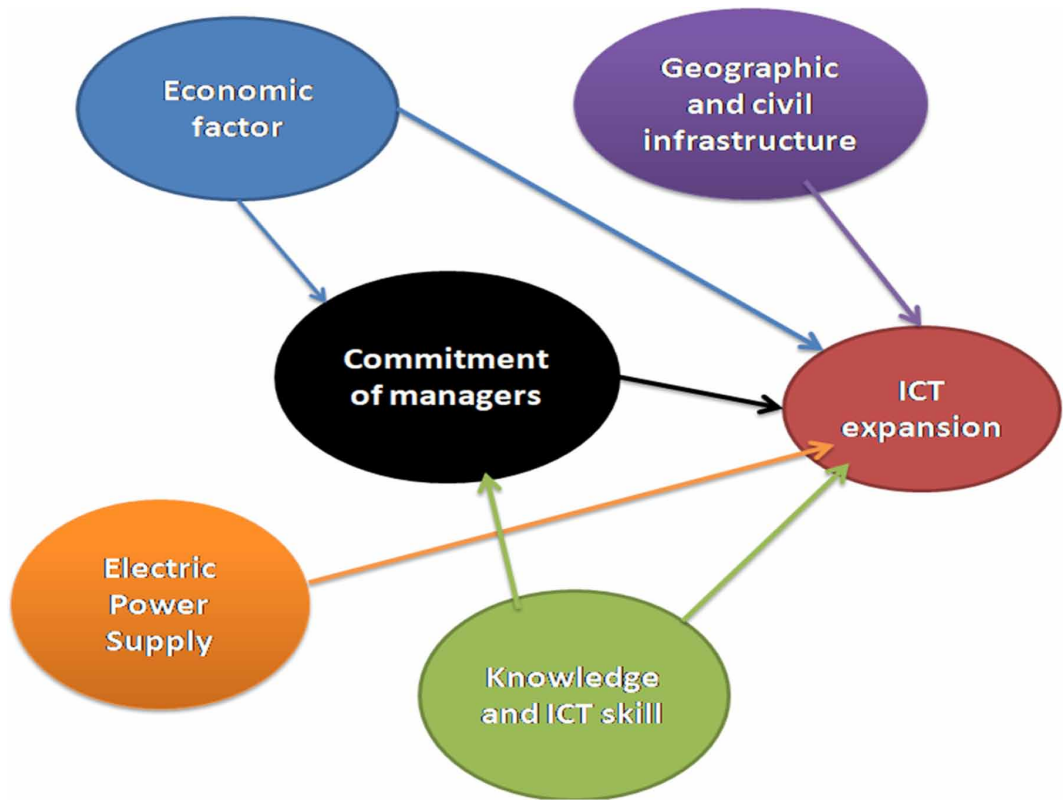 Economic
factor
Geographic
and civil
infrastructure
Commitment
of managers
ICT
expansion
Electric
Power
Supply
Knowledge
and ICT skill